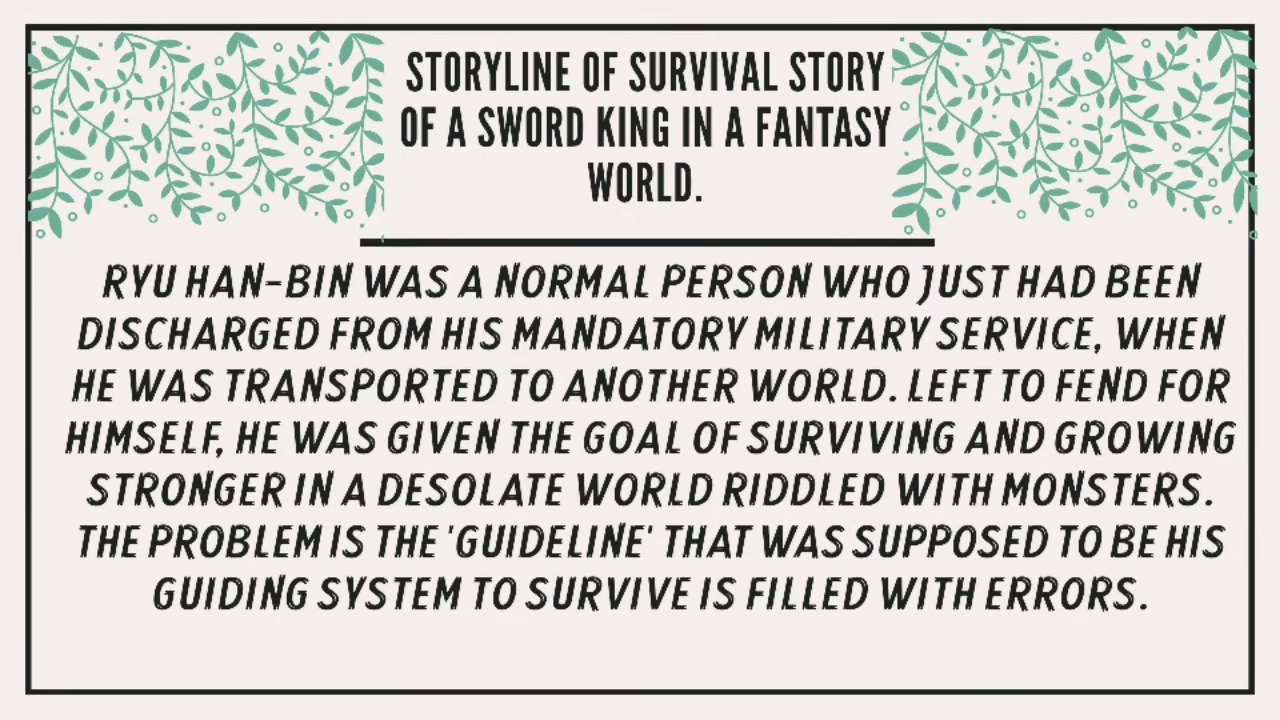 STORYLINE OF SURVIVAL STORY
OF A SWORD KING IN A FANTASY
WORLD.
RYU HAN-BIN WAS A NORMAL PERSON WHO JUST HAD BEEN
DISCHARGED FROM HIS MANDATORY MILITARY SERVICE, WHEN
HE WAS TRANSPORTED TO ANOTHER WORLD. LEFT TO FEND FOR
HIMSELF, HE WAS GIVEN THE GOAL OF SURVIVING AND GROWING
STRONGER IN A DESOLATE WORLD RIDDLED WITH MONSTERS.
THE PROBLEM IS THE 'GUIDELINE' THAT WAS SUPPOSED TO BE HIS
GUIDING SYSTEM TO SURVIVE IS FILLED WITH ERRORS.